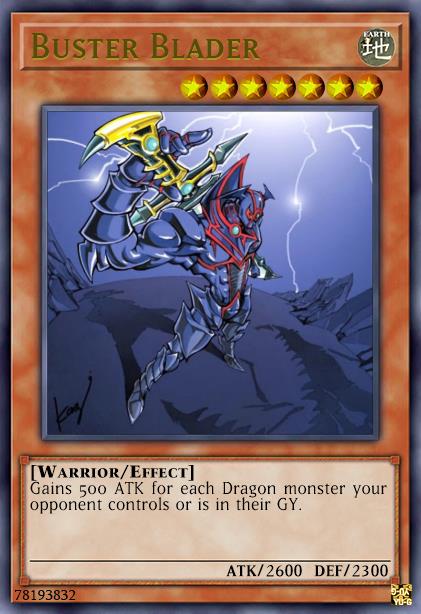 BUSTER BLADER
EARTH
地
[WARRIOR/EFFECT]
Gains 500 ATK for each Dragon monster your
opponent controls or is in their GY.
ATK/2600 DEF/2300
78193832